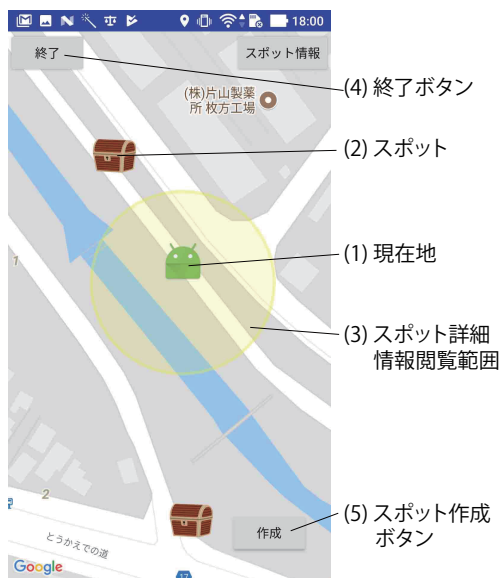 18:00
終了
スポット情報
(株)片山製薬
所 枚方工場
(4) 終了ボタン
(2) スポット
(1) 現在地
1
(3) スポット詳細
情報閲覧範囲
2
(5) スポット作成
ボタン
作成
とうかえでの道
Google
17